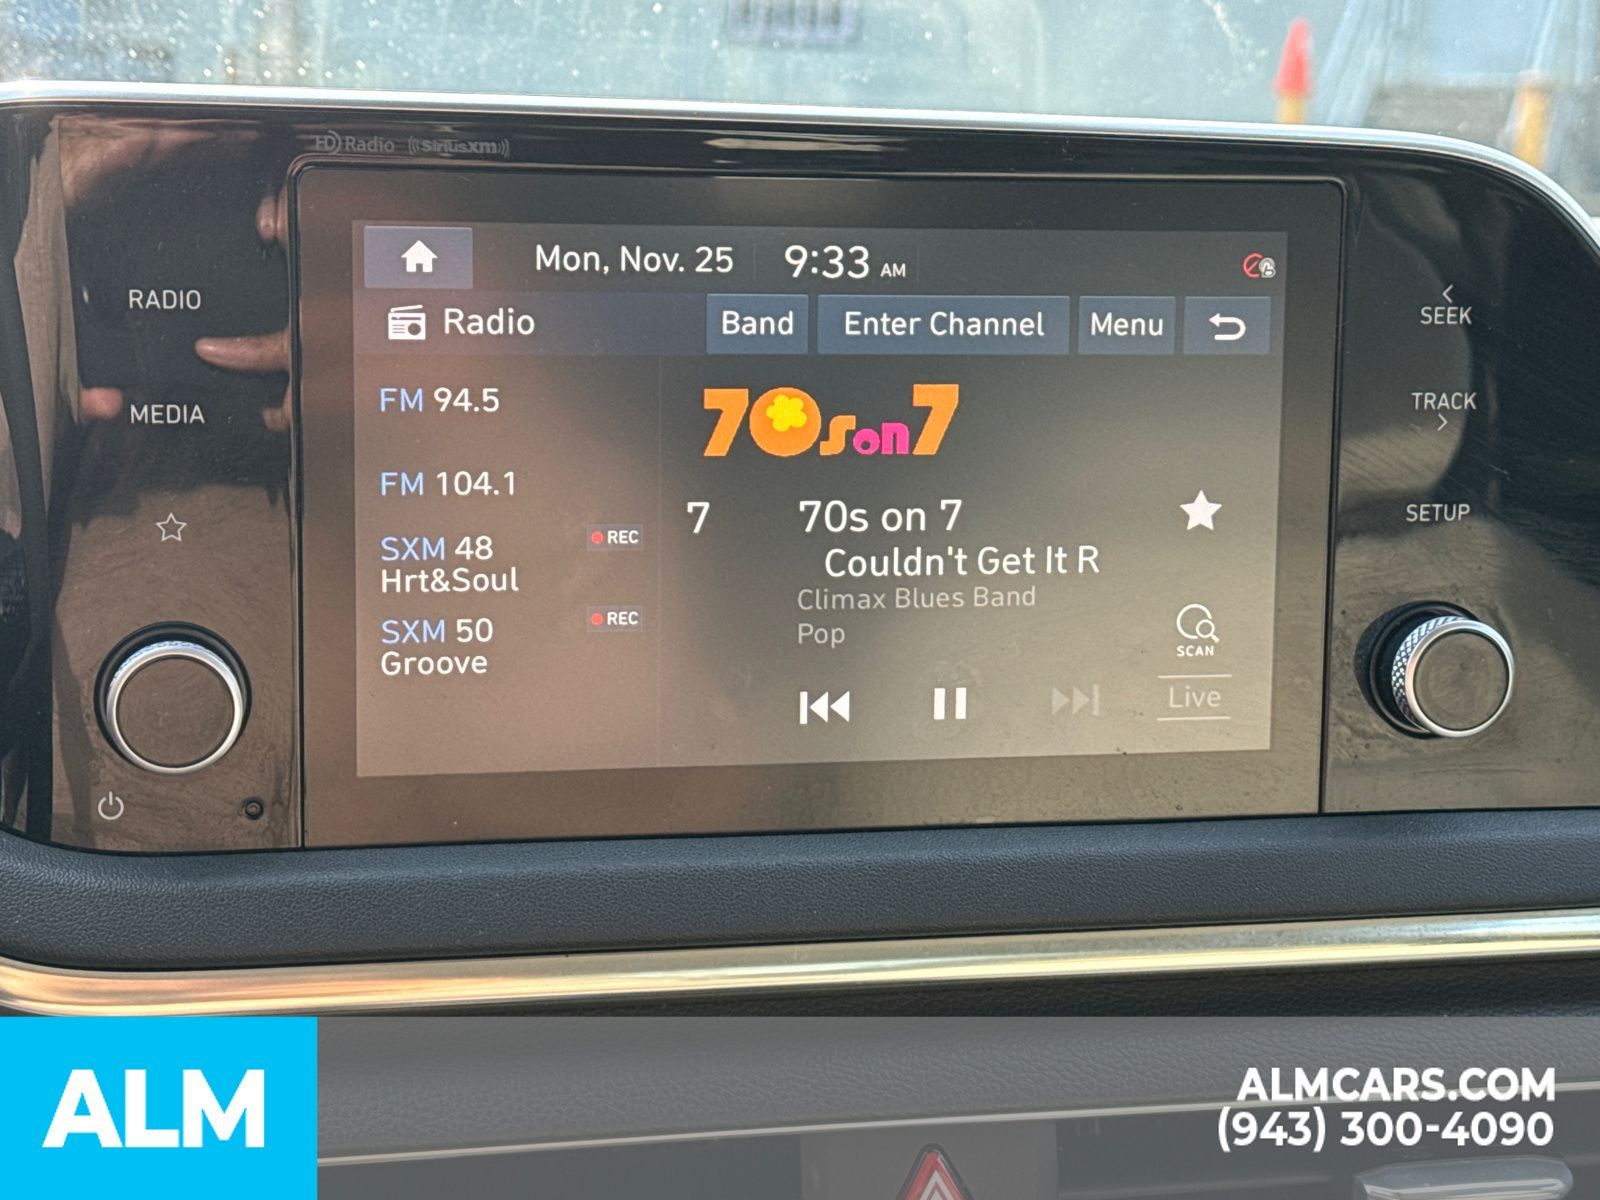 HD Radio ((SiriusXM))
Mon, Nov. 25 9:33 AM
RADIO
MEDIA
Radio Band Enter Channel Menu
FM 94.5
FM 104.1
SXM 48 REC
Hrt&Soul
SXM 50 REC
Groove
70s on 7
7 70s on 7
Couldn't Get It R
Climax Blues Band
Pop
SCAN
Live
SEEK
TRACK
SETUP
ALM
ALMCARS.COM
(943) 300-4090